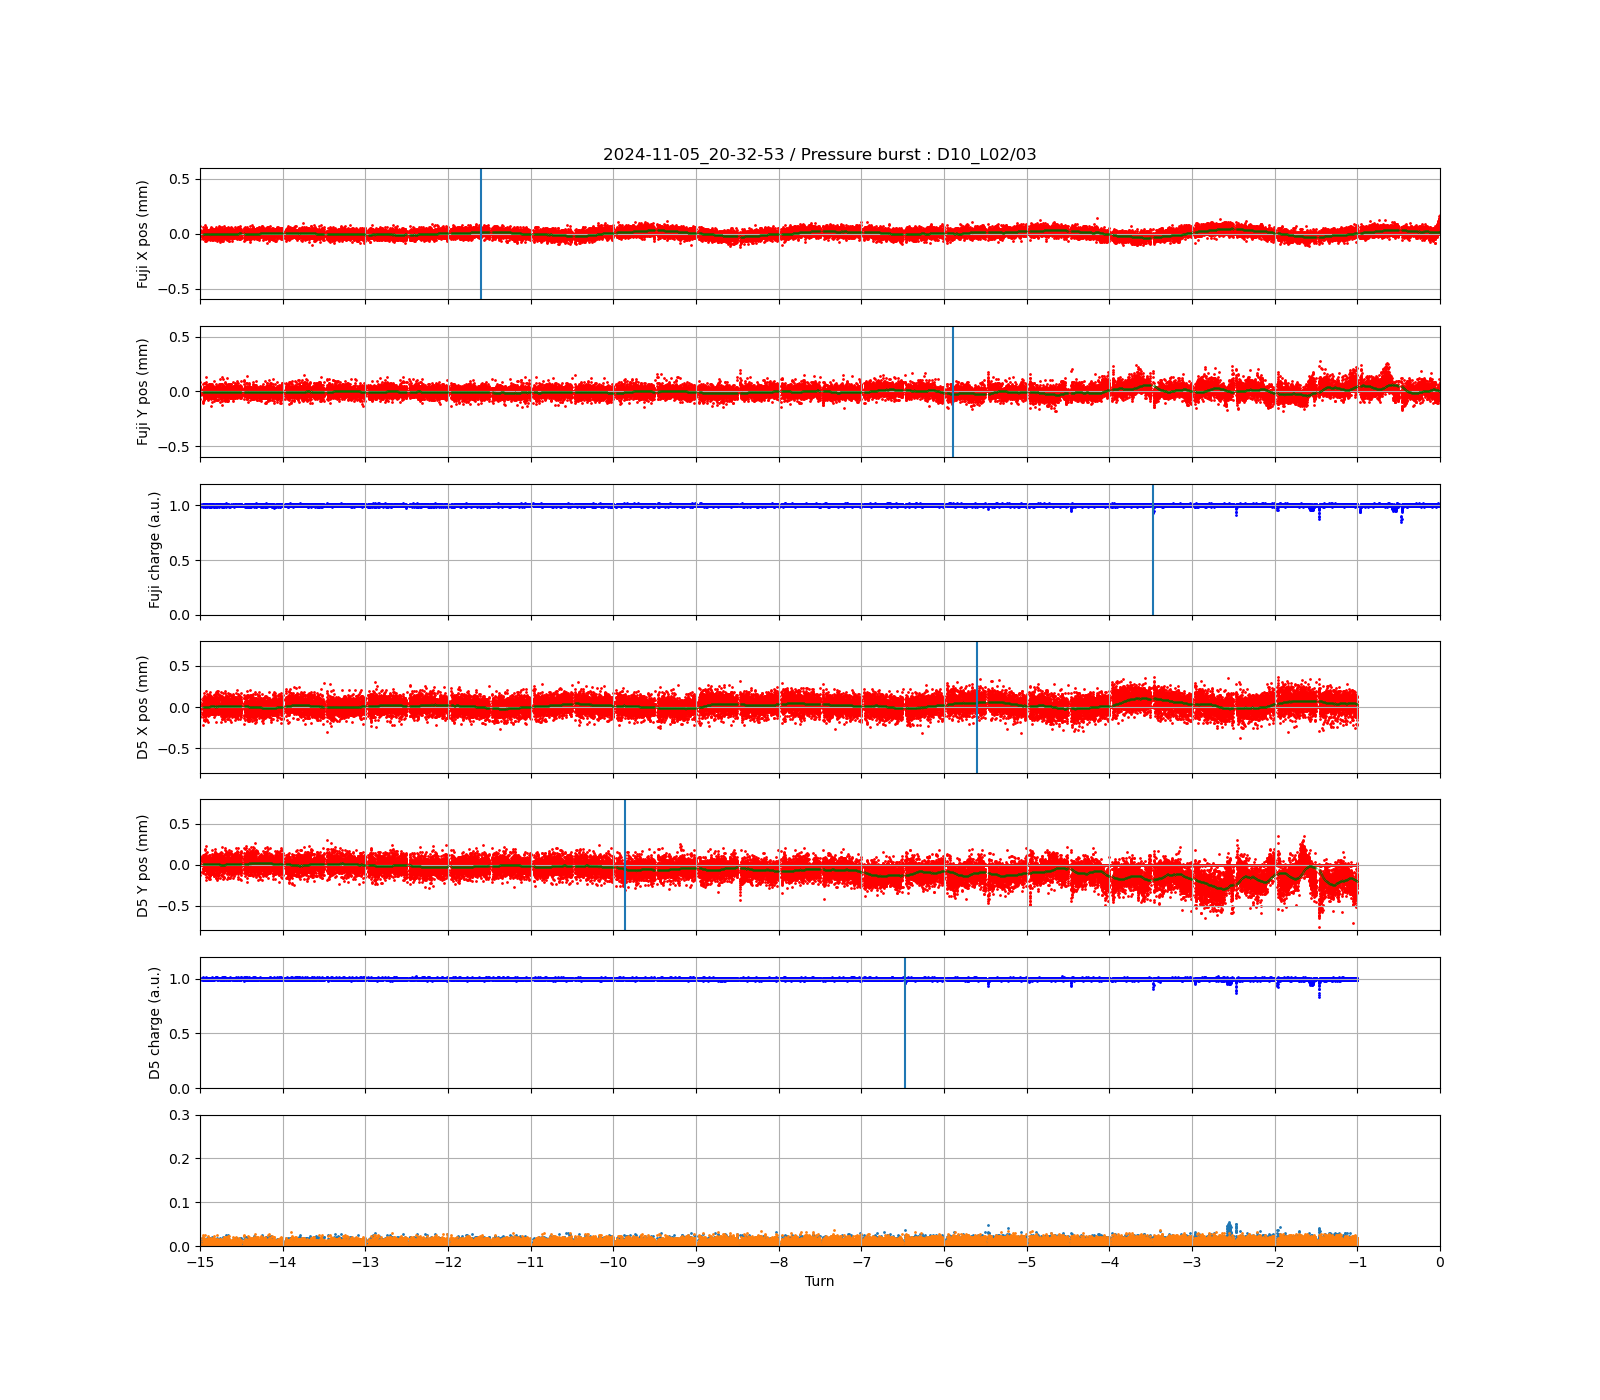 2024-11-05_20-32-53 / Pressure burst : D10_L02/03
Fuji X pos (mm)
0.5
0.0
−0.5
Fuji Y pos (mm)
0.5
0.0
−0.5
Fuji charge (a.u.)
1.0
0.5
0.0
D5 X pos (mm)
0.5
0.0
−0.5
D5 Y pos (mm)
0.5
0.0
−0.5
D5 charge (a.u.)
1.0
0.5
0.0
0.3
0.2
0.1
0.0
−15 −14 −13 −12 −11 −10 −9 −8 −7 −6 −5 −4 −3 −2 −1 0
Turn